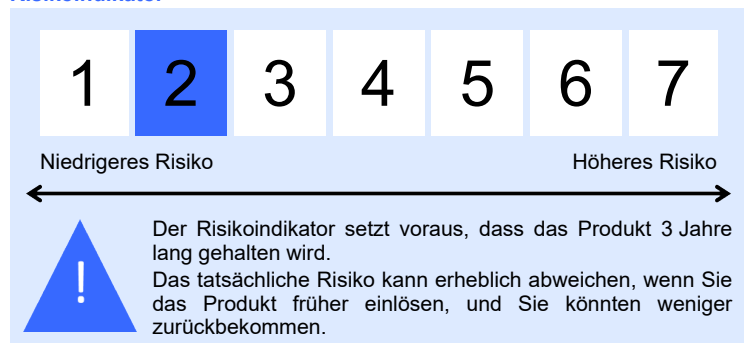 1 2 3 4 5 6 7
Niedrigeres Risiko Höheres Risiko
Der Risikoindikator setzt voraus, dass das Produkt 3 Jahre
lang gehalten wird.
Das tatsächliche Risiko kann erheblich abweichen, wenn Sie
das Produkt früher einlösen, und Sie könnten weniger
zurückbekommen.
!